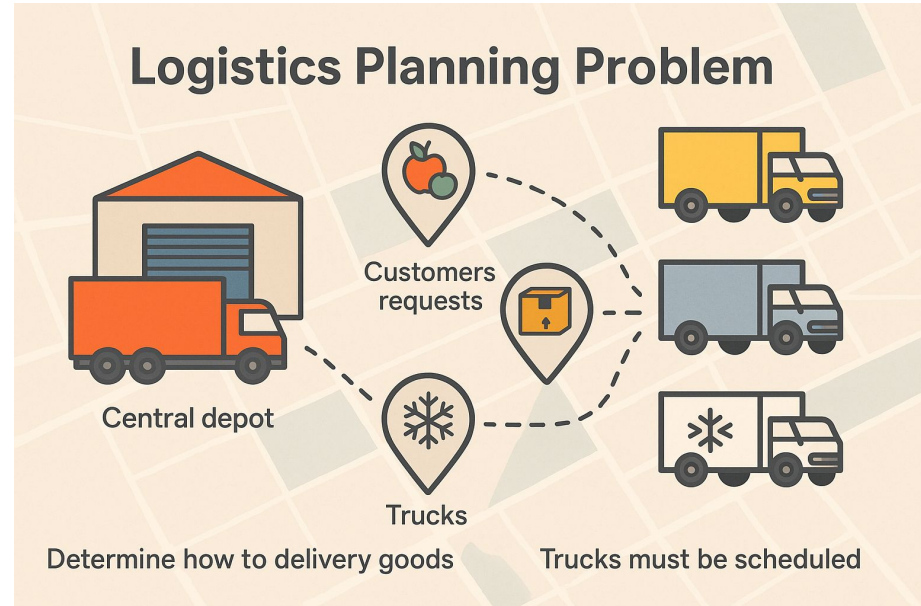 Logistics Planning Problem
Customers
requests
Central depot
Trucks
Determine how to delivery goods
Trucks must be scheduled